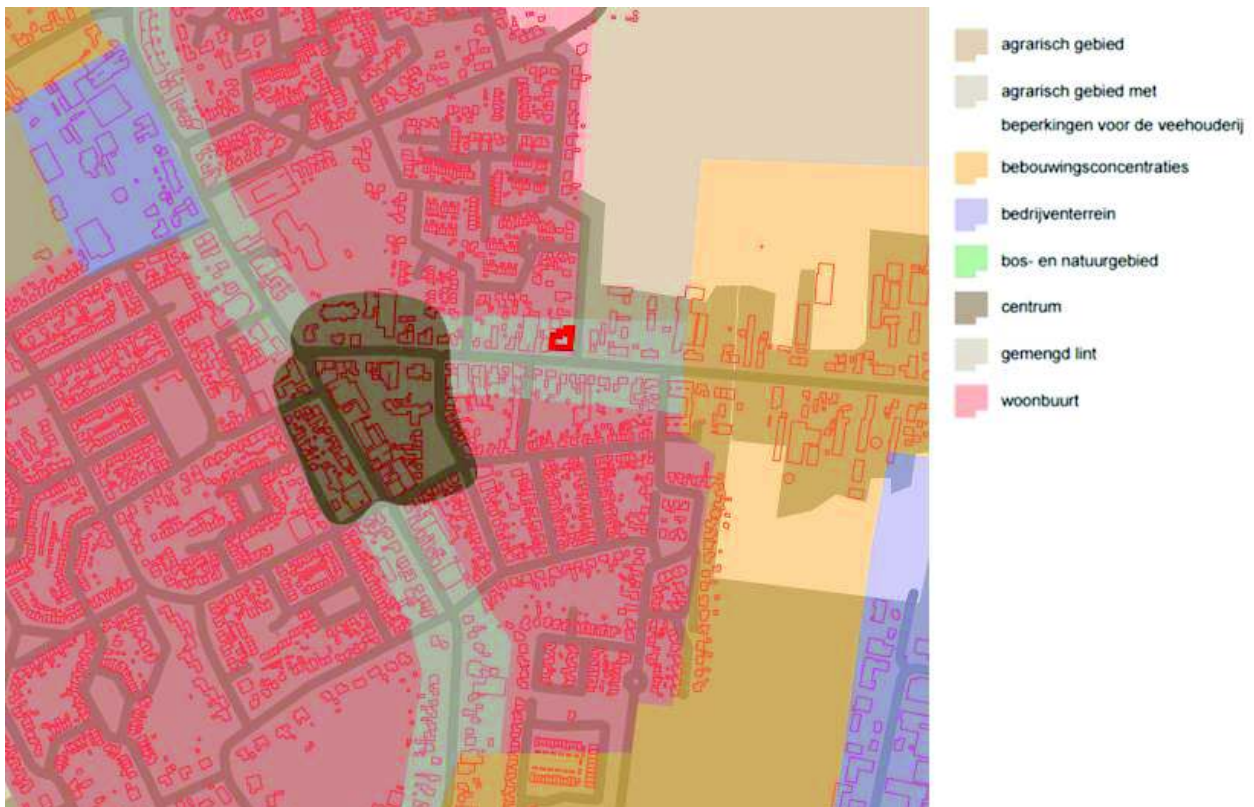 agrarisch gebied
agrarisch gebied met
beperkingen voor de veehouderij
bebouwingsconcentraties
bedrijventerrein
bos- en natuurgebied
centrum
gemengd lint
woonbuurt